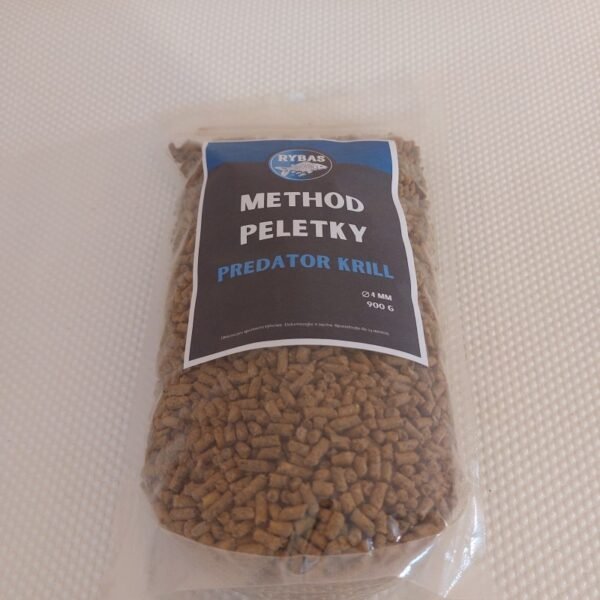 RYBAS
METHOD
PELETKY
PREDATOR KRILL
Ø 4 MM
900 G